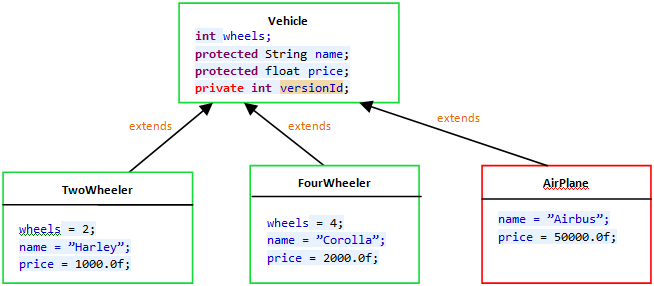 Vehicle
int wheels;
protected String name;
protected float price;
private int versionId;
extends
extends
extends
TwoWheeler
wheels = 2;
name = ”Harley”;
price = 1000.0f;
FourWheeler
wheels = 4;
name = ”Corolla”;
price = 2000.0f;
AirPlane
name = ”Airbus”;
price = 50000.0f;